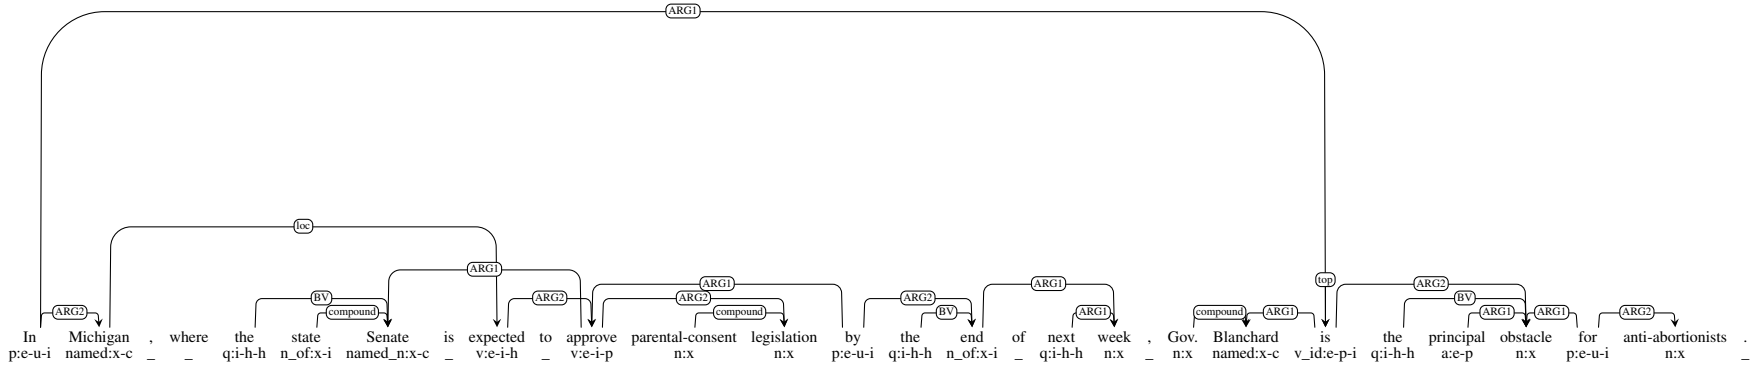 ARG1
loc
ARG1
top
ARG1 ARG1 ARG2
BV ARG2 ARG2 ARG2 BV
ARG2 compound compound BV ARG1 compound ARG1 ARG1 ARG1 ARG2
In Michigan , where the state Senate is expected to approve parental-consent legislation by the end of next week , Gov. Blanchard is the principal obstacle for anti-abortionists .
p:e-u-i named:x-c _ _ q:i-h-h n_of:x-i named_n:x-c _ v:e-i-h _ v:e-i-p n:x n:x p:e-u-i q:i-h-h n_of:x-i _ q:i-h-h n:x _ n:x named:x-c v_id:e-p-i q:i-h-h a:e-p n:x p:e-u-i n:x _